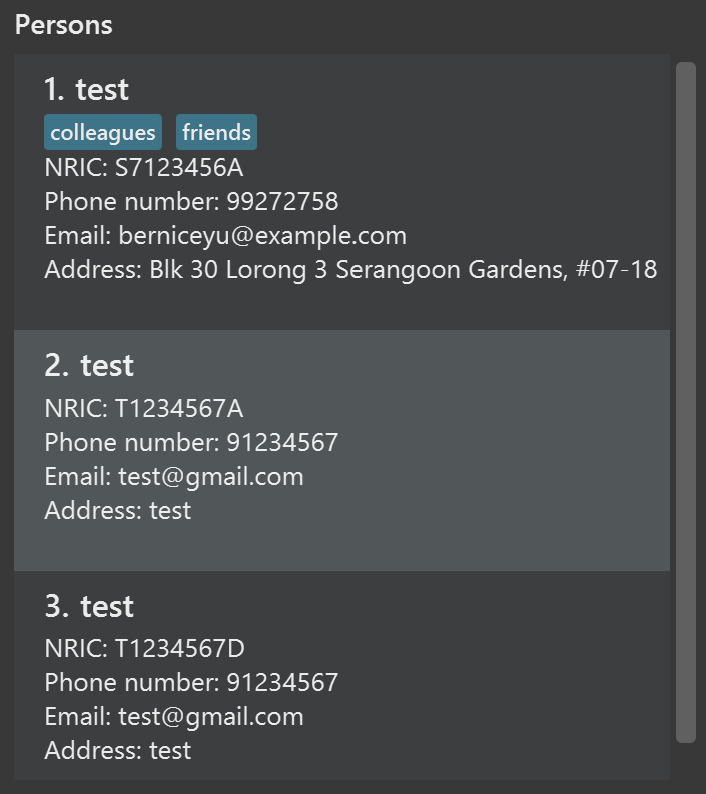 Persons
1. test
colleagues friends
NRIC: S7123456A
Phone number: 99272758
Email: berniceyu@example.com
Address: Blk 30 Lorong 3 Serangoon Gardens, #07-18
2. test
NRIC: T1234567A
Phone number: 91234567
Email: test@gmail.com
Address: test
3. test
NRIC: T1234567D
Phone number: 91234567
Email: test@gmail.com
Address: test